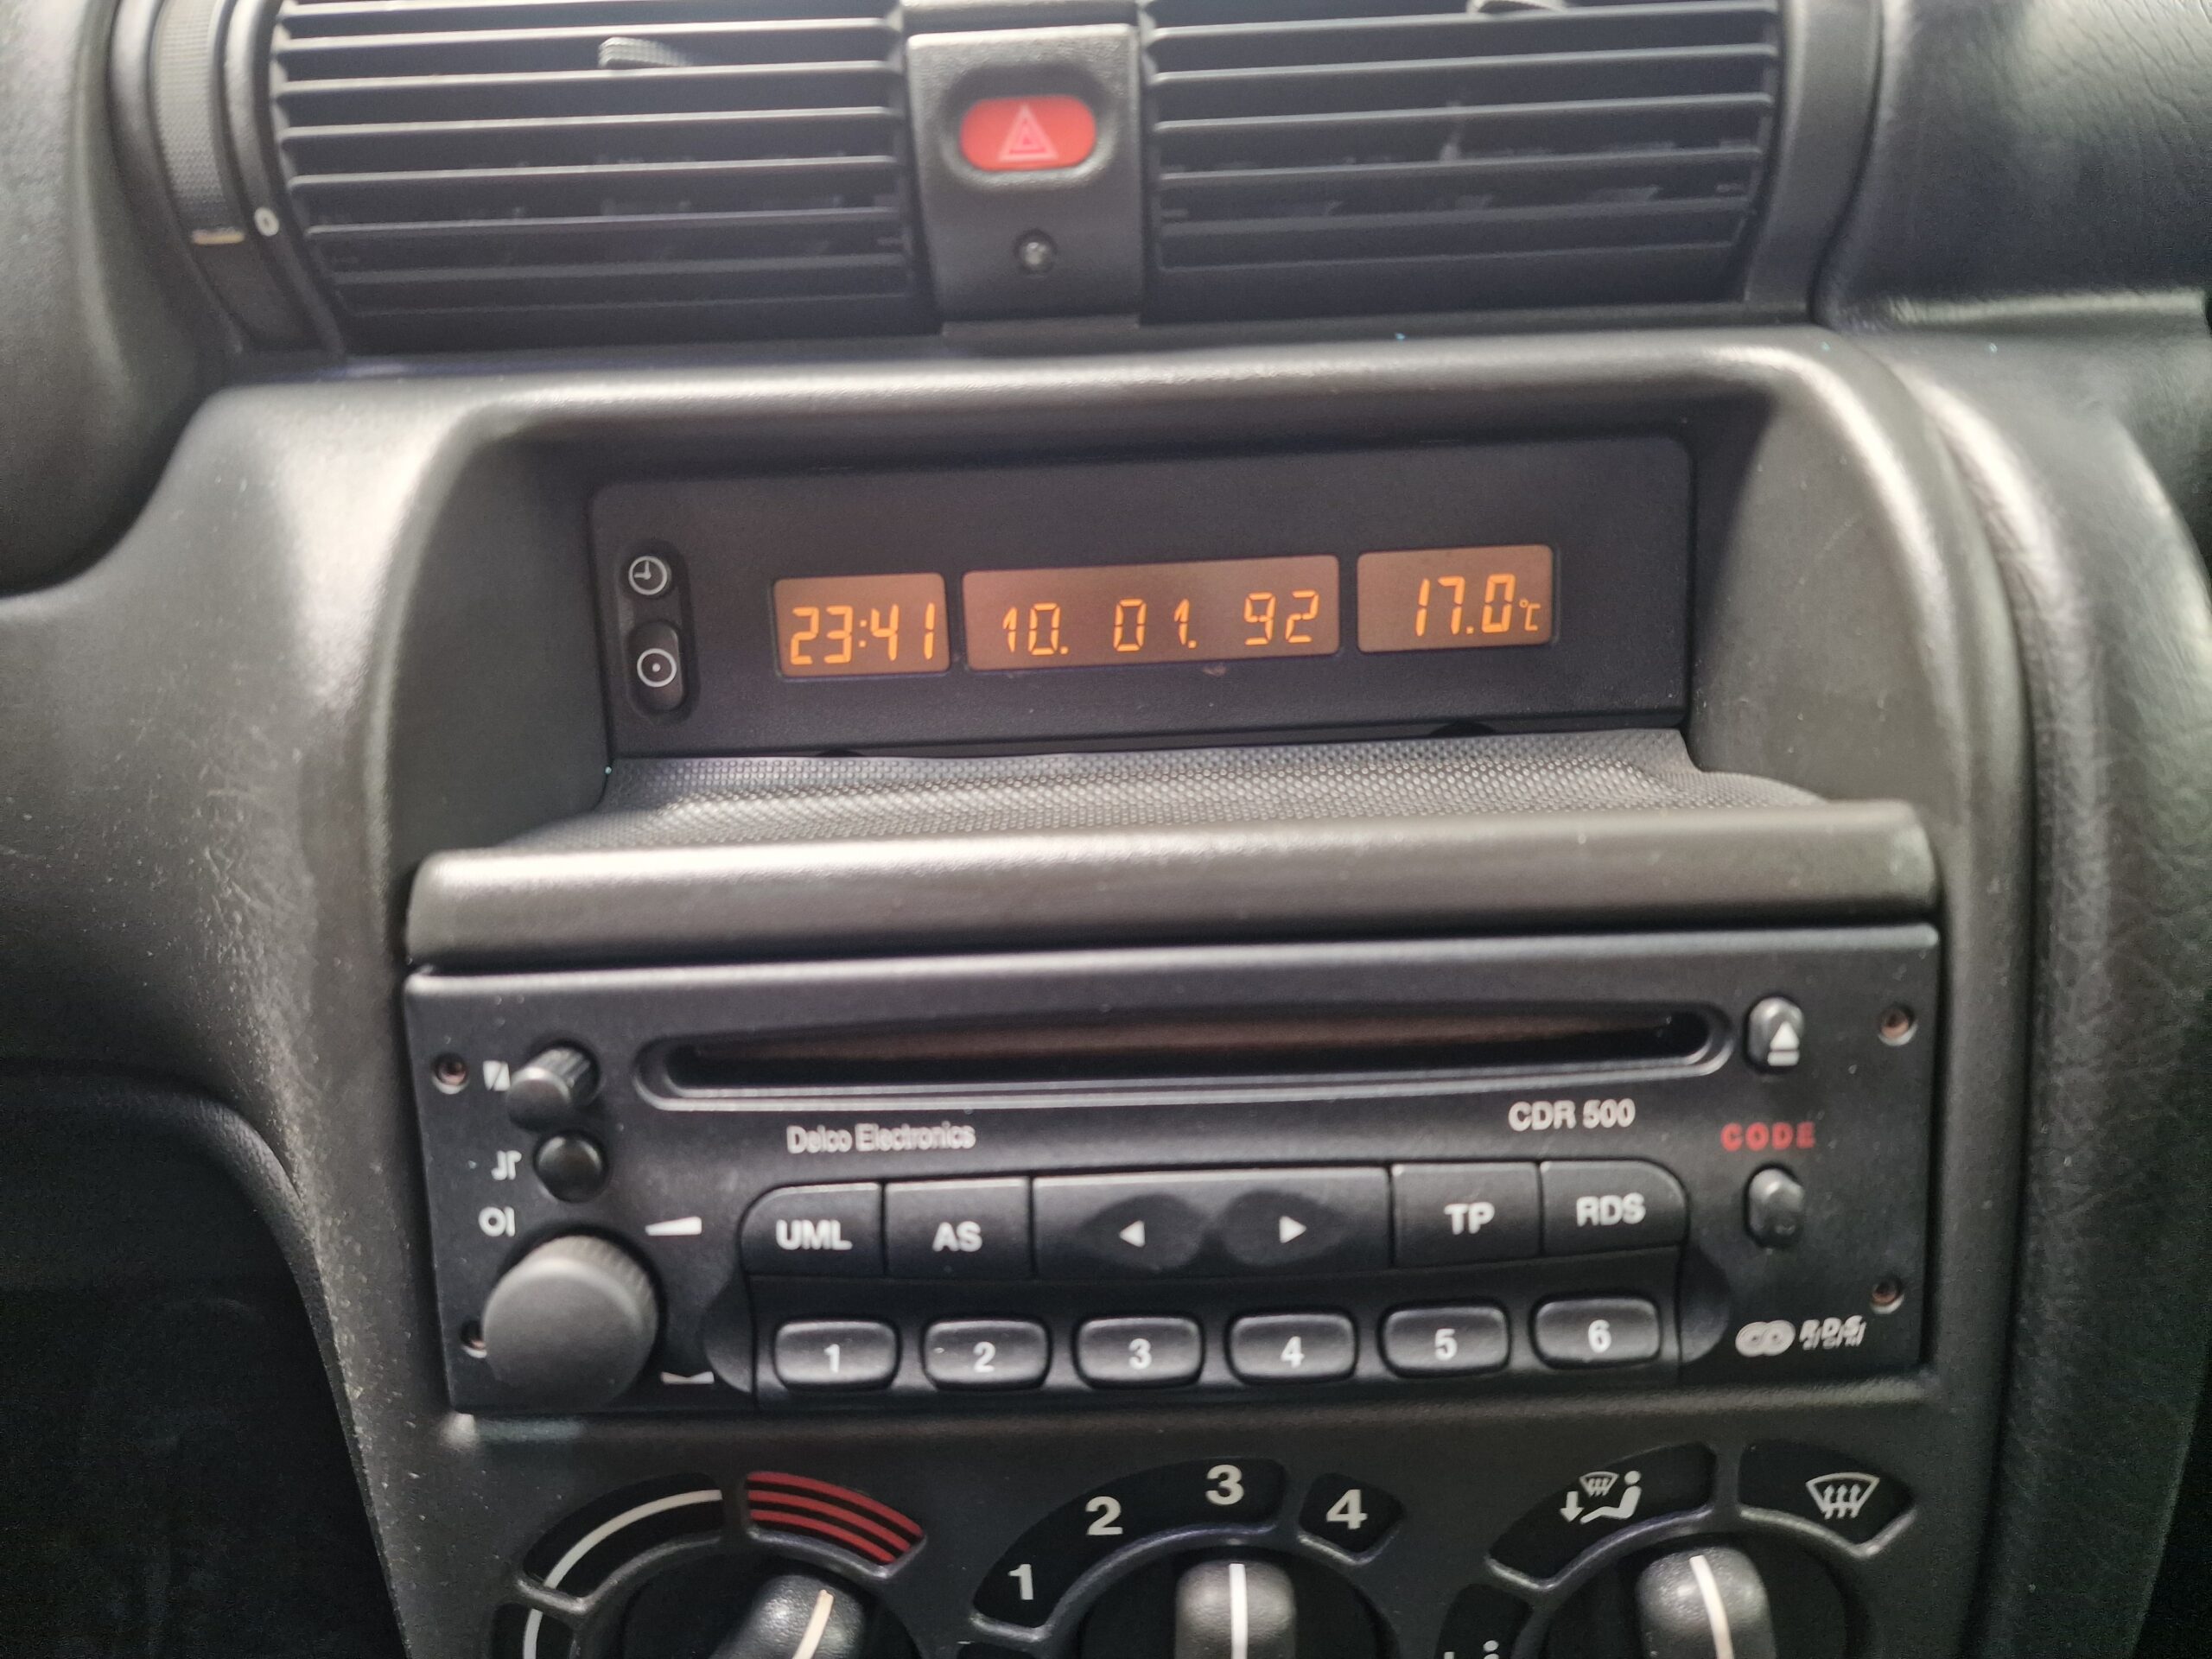 0
23:41 10. 01. 92 17.0°C
Delco Electronics CDR 500
CODE
UML AS TP RDS
1 2 3 4 5 6
1 2 3 4